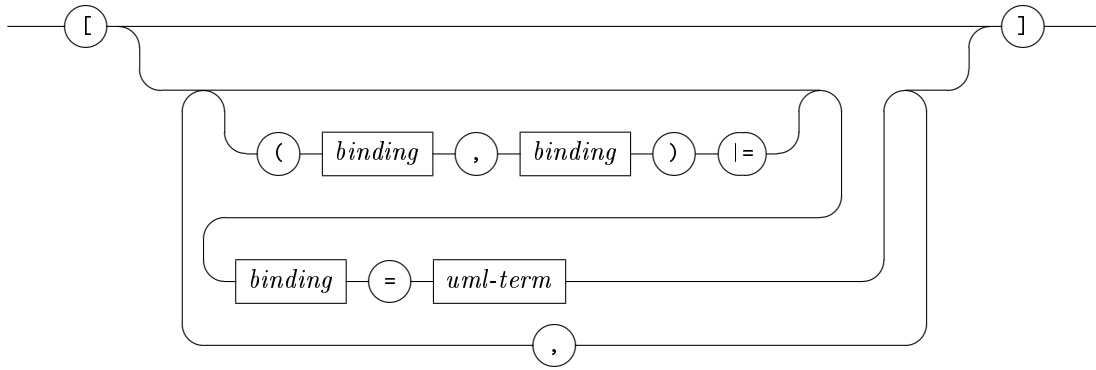 [ ]
( binding , binding ) |=
binding = uml-term
,